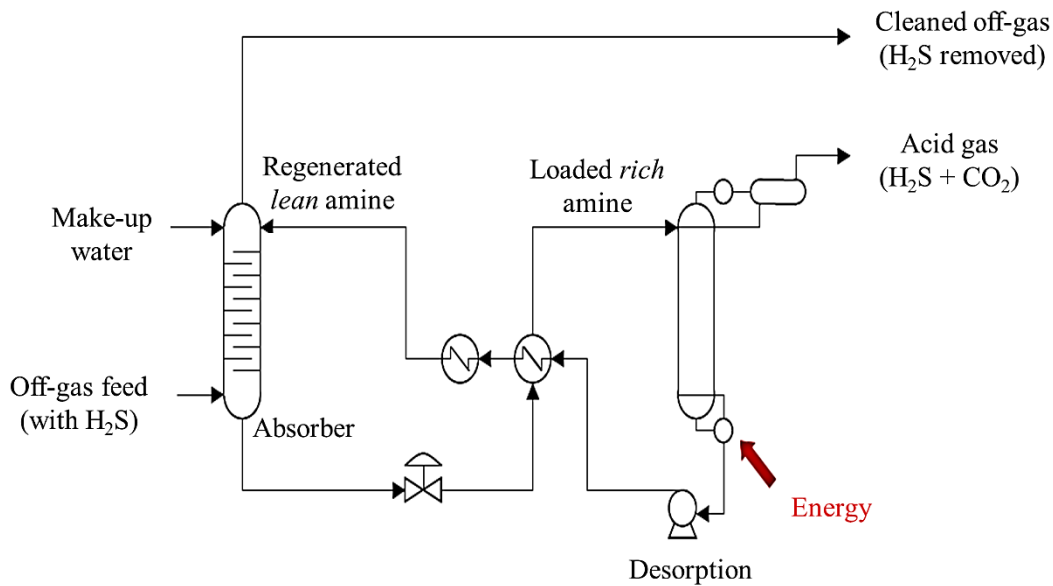 Cleaned off-gas
(H₂S removed)
Acid gas
(H₂S + CO₂)
Regenerated
lean amine
Loaded rich
amine
Make-up
water
Off-gas feed
(with H₂S)
Absorber
Energy
Desorption